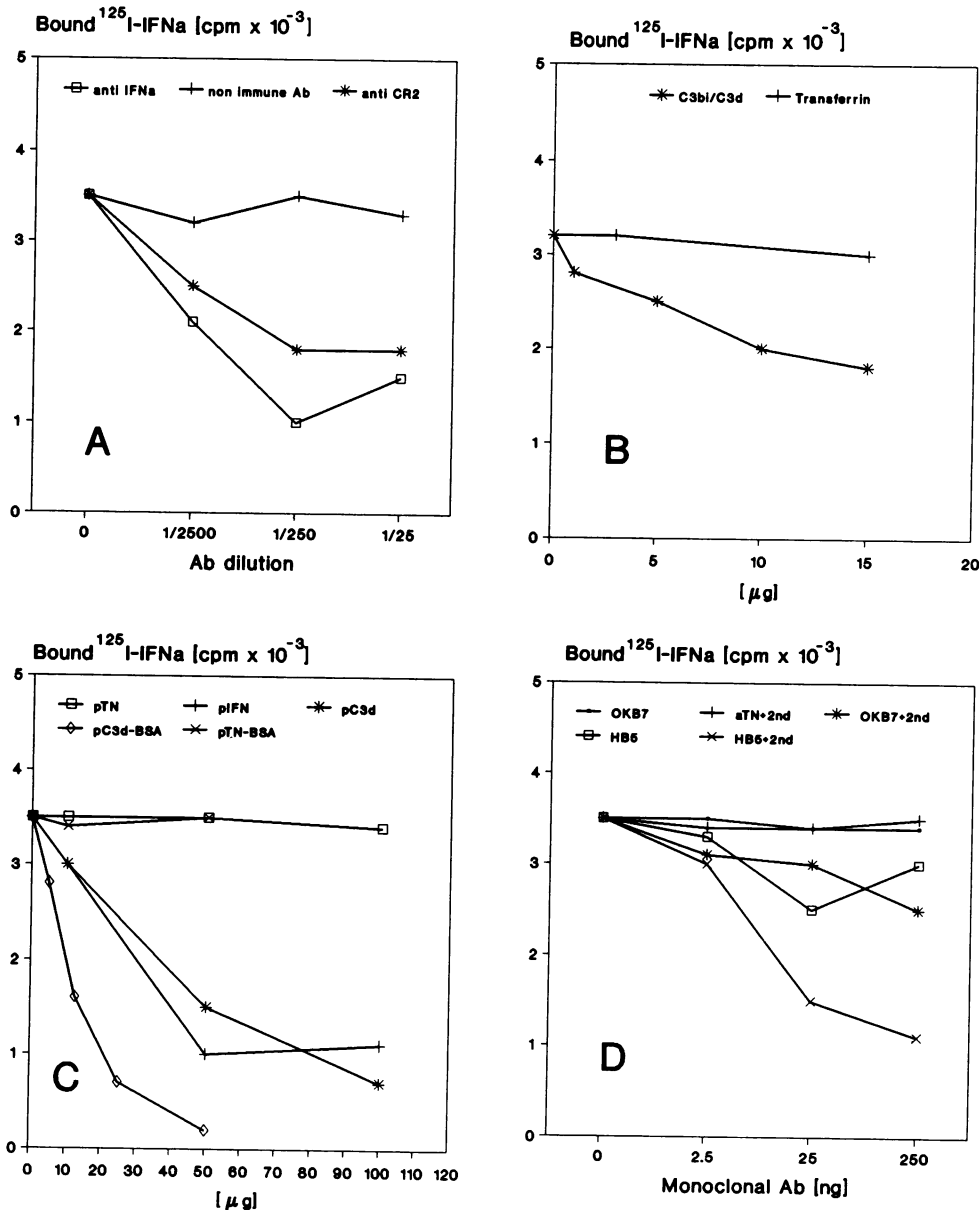 Bound ¹²⁵I-IFNa [cpm x 10⁻³]
5
anti IFNa non immune Ab anti CR2
4
3
2
1
0
A
0 1/2500 1/250 1/25
Ab dilution
Bound ¹²⁵I-IFNa [cpm x 10⁻³]
5
C3bi/C3d Transferrin
4
3
2
1
0
B
0 5 10 15 20
[μg]
Bound ¹²⁵I-IFNa [cpm x 10⁻³]
5
pTN pIFN pC3d
pC3d-BSA pTN-BSA
4
3
2
1
0
C
0 10 20 30 40 50 60 70 80 90 100 110 120
[μg]
Bound ¹²⁵I-IFNa [cpm x 10⁻³]
5
OKB7 aTN+2nd OKB7+2nd
HB5 HB5+2nd
4
3
2
1
0
D
0 2.5 25 250
Monoclonal Ab [ng]